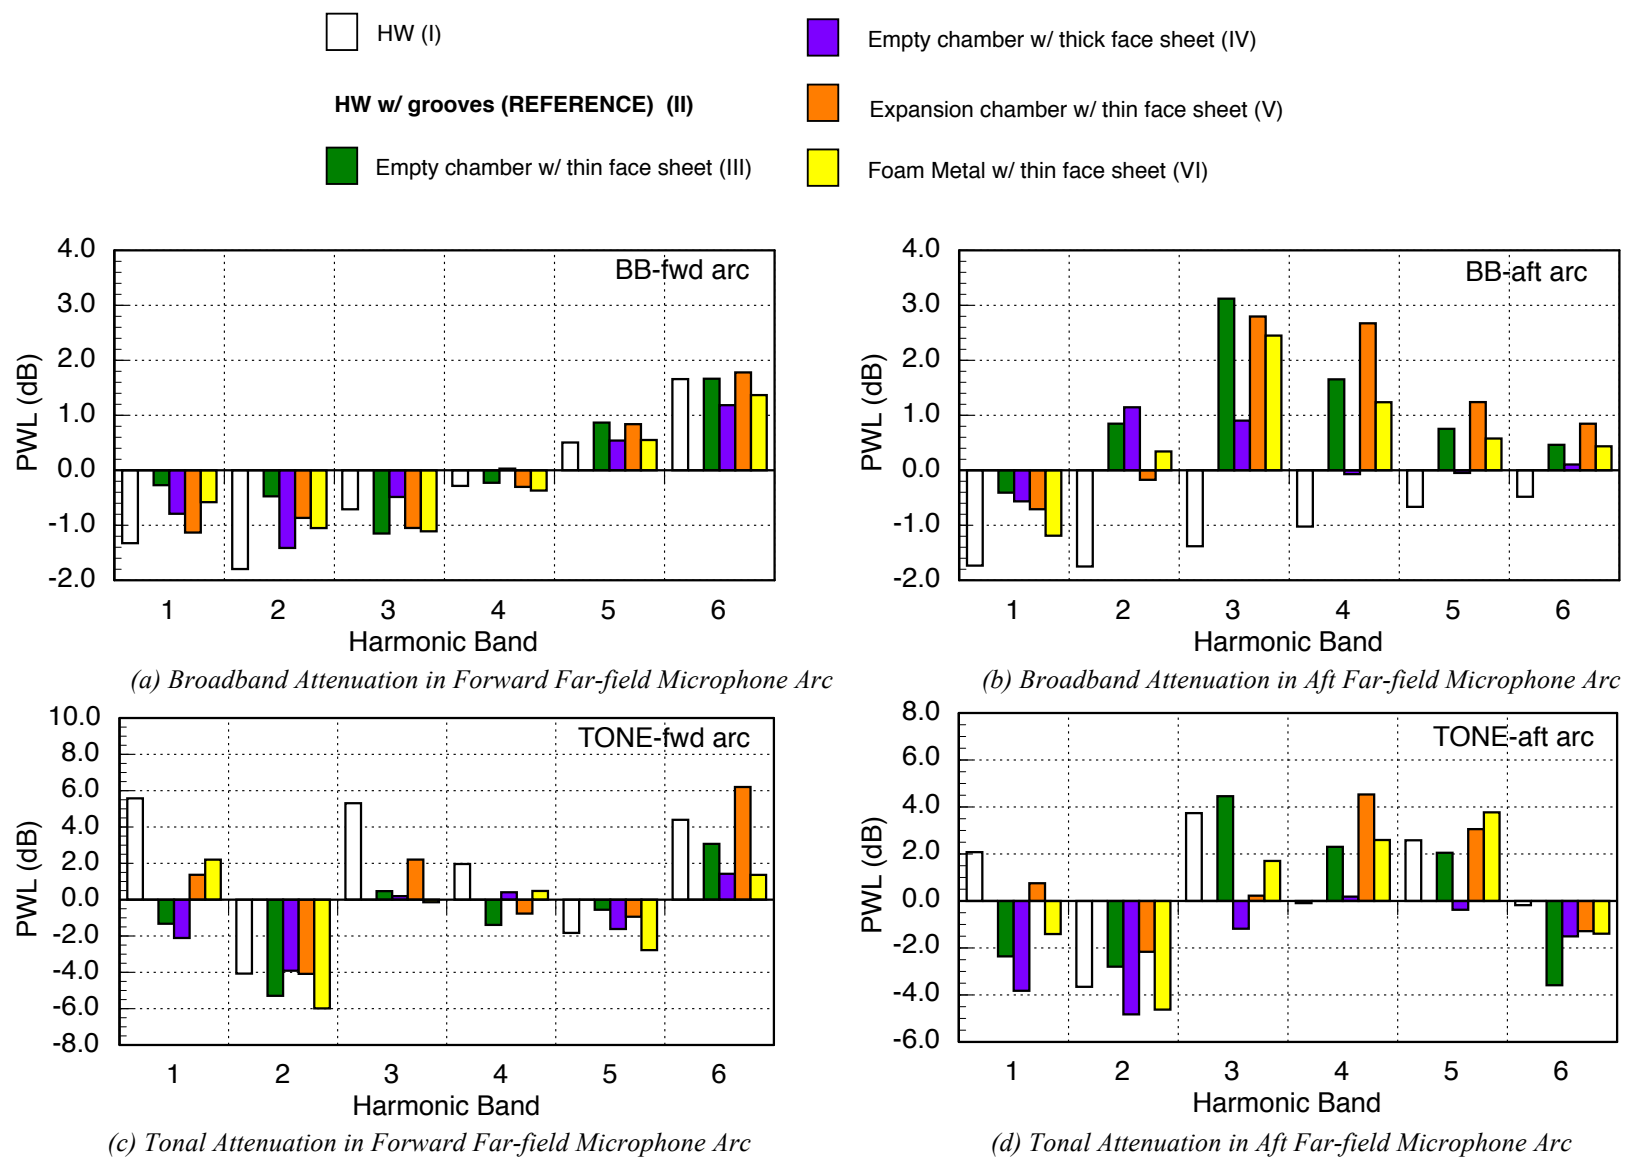 HW (I)
HW w/ grooves (REFERENCE) (II)
Empty chamber w/ thin face sheet (III)
Empty chamber w/ thick face sheet (IV)
Expansion chamber w/ thin face sheet (V)
Foam Metal w/ thin face sheet (VI)
BB-fwd arc
PWL (dB)
4.0
3.0
2.0
1.0
0.0
-1.0
-2.0
1 2 3 4 5 6
Harmonic Band
(a) Broadband Attenuation in Forward Far-field Microphone Arc
BB-aft arc
PWL (dB)
4.0
3.0
2.0
1.0
0.0
-1.0
-2.0
1 2 3 4 5 6
Harmonic Band
(b) Broadband Attenuation in Aft Far-field Microphone Arc
TONE-fwd arc
PWL (dB)
10.0
8.0
6.0
4.0
2.0
0.0
-2.0
-4.0
-6.0
-8.0
1 2 3 4 5 6
Harmonic Band
(c) Tonal Attenuation in Forward Far-field Microphone Arc
TONE-aft arc
PWL (dB)
8.0
6.0
4.0
2.0
0.0
-2.0
-4.0
-6.0
1 2 3 4 5 6
Harmonic Band
(d) Tonal Attenuation in Aft Far-field Microphone Arc